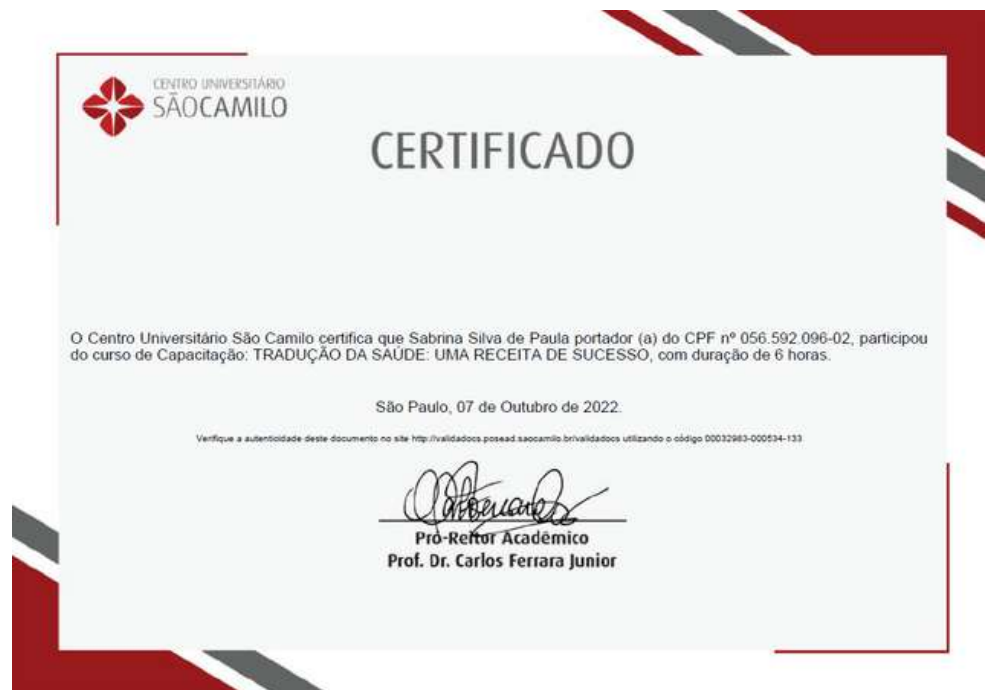 CENTRO UNIVERSITÁRIO
SÃOCAMILO
CERTIFICADO
O Centro Universitário São Camilo certifica que Sabrina Silva de Paula portador (a) do CPF nº 056.592.096-02, participou
do curso de Capacitação: TRADUÇÃO DA SAÚDE: UMA RECEITA DE SUCESSO, com duração de 6 horas.
São Paulo, 07 de Outubro de 2022.
Verifique a autenticidade deste documento no site http://validadocs.posead.saocamilo.br/validadocs utilizando o código 00032983-000534-133
Pró-Reitor Acadêmico
Prof. Dr. Carlos Ferrara Junior